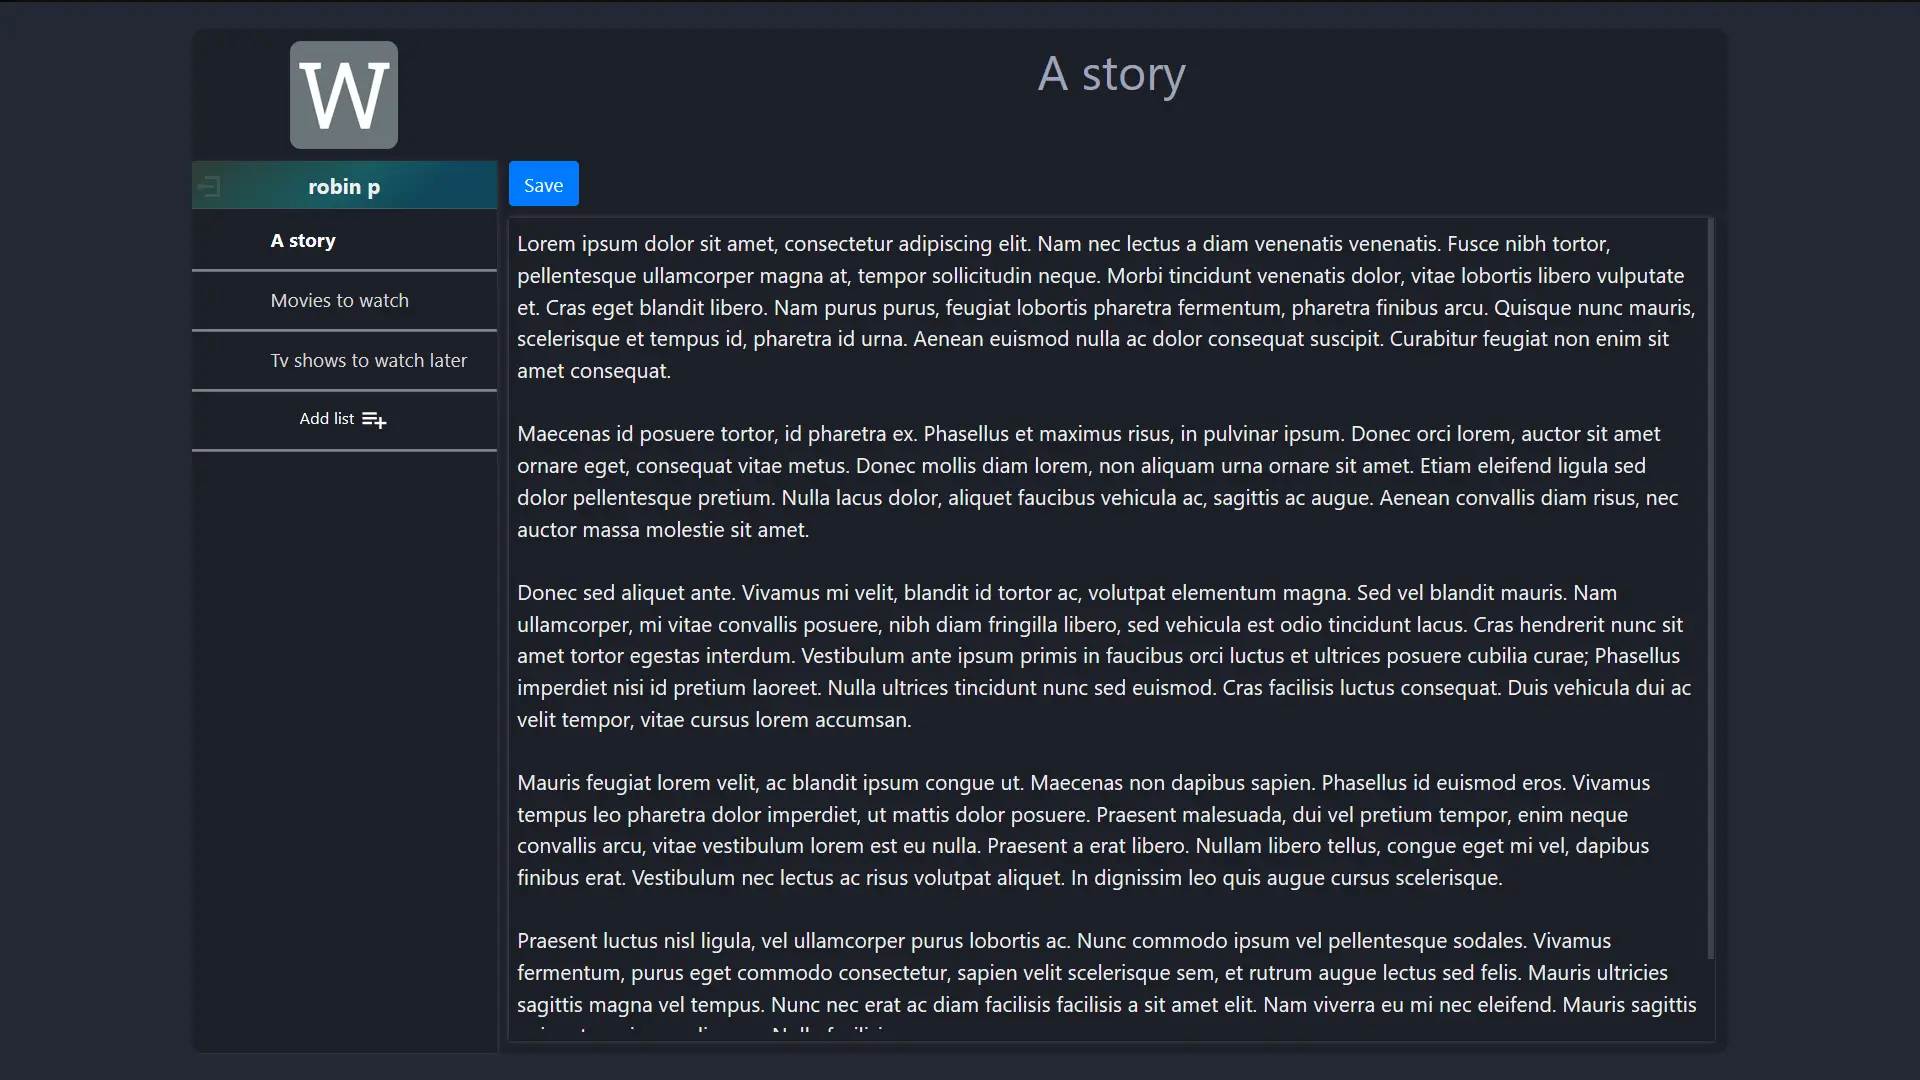 W
A story
robin p
Save
A story
Movies to watch
Tv shows to watch later
Add list
Lorem ipsum dolor sit amet, consectetur adipiscing elit. Nam nec lectus a diam venenatis venenatis. Fusce nibh tortor,
pellentesque ullamcorper magna at, tempor sollicitudin neque. Morbi tincidunt venenatis dolor, vitae lobortis libero vulputate
et. Cras eget blandit libero. Nam purus purus, feugiat lobortis pharetra fermentum, pharetra finibus arcu. Quisque nunc mauris,
scelerisque et tempus id, pharetra id urna. Aenean euismod nulla ac dolor consequat suscipit. Curabitur feugiat non enim sit
amet consequat.
Maecenas id posuere tortor, id pharetra ex. Phasellus et maximus risus, in pulvinar ipsum. Donec orci lorem, auctor sit amet
ornare eget, consequat vitae metus. Donec mollis diam lorem, non aliquam urna ornare sit amet. Etiam eleifend ligula sed
dolor pellentesque pretium. Nulla lacus dolor, aliquet faucibus vehicula ac, sagittis ac augue. Aenean convallis diam risus, nec
auctor massa molestie sit amet.
Donec sed aliquet ante. Vivamus mi velit, blandit id tortor ac, volutpat elementum magna. Sed vel blandit mauris. Nam
ullamcorper, mi vitae convallis posuere, nibh diam fringilla libero, sed vehicula est odio tincidunt lacus. Cras hendrerit nunc sit
amet tortor egestas interdum. Vestibulum ante ipsum primis in faucibus orci luctus et ultrices posuere cubilia curae; Phasellus
imperdiet nisi id pretium laoreet. Nulla ultrices tincidunt nunc sed euismod. Cras facilisis luctus consequat. Duis vehicula dui ac
velit tempor, vitae cursus lorem accumsan.
Mauris feugiat lorem velit, ac blandit ipsum congue ut. Maecenas non dapibus sapien. Phasellus id euismod eros. Vivamus
tempus leo pharetra dolor imperdiet, ut mattis dolor posuere. Praesent malesuada, dui vel pretium tempor, enim neque
convallis arcu, vitae vestibulum lorem est eu nulla. Praesent a erat libero. Nullam libero tellus, congue eget mi vel, dapibus
finibus erat. Vestibulum nec lectus ac risus volutpat aliquet. In dignissim leo quis augue cursus scelerisque.
Praesent luctus nisl ligula, vel ullamcorper purus lobortis ac. Nunc commodo ipsum vel pellentesque sodales. Vivamus
fermentum, purus eget commodo consectetur, sapien velit scelerisque sem, et rutrum augue lectus sed felis. Mauris ultricies
sagittis magna vel tempus. Nunc nec erat ac diam facilisis facilisis a sit amet elit. Nam viverra eu mi nec eleifend. Mauris sagittis